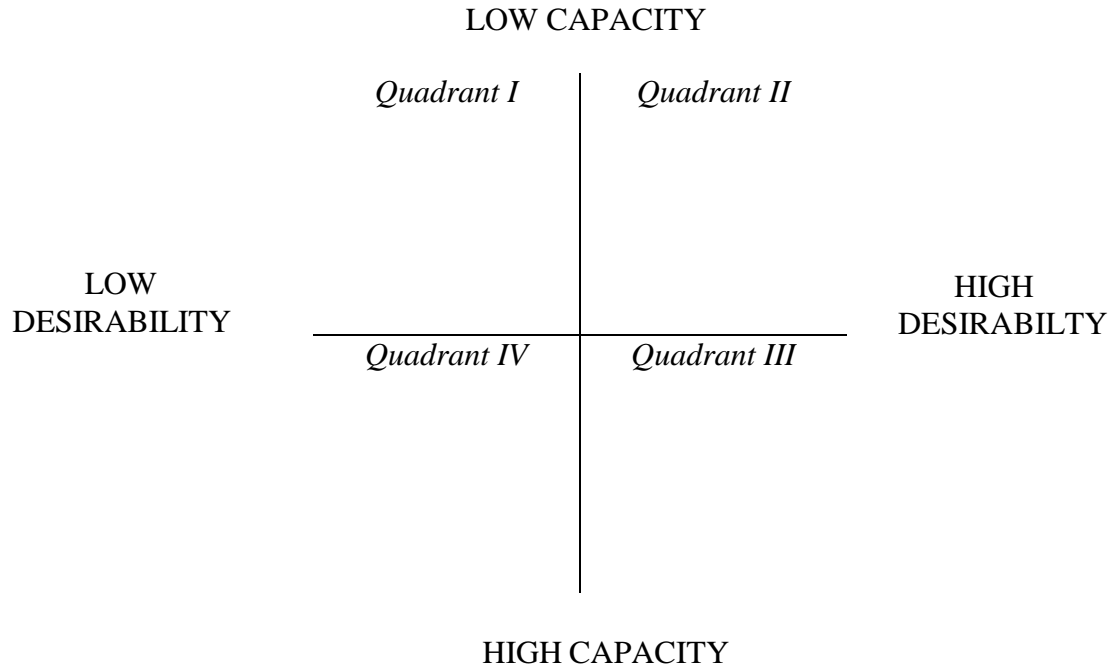 LOW CAPACITY
Quadrant I
Quadrant II
LOW
DESIRABILITY
HIGH
DESIRABILTY
Quadrant IV
Quadrant III
HIGH CAPACITY